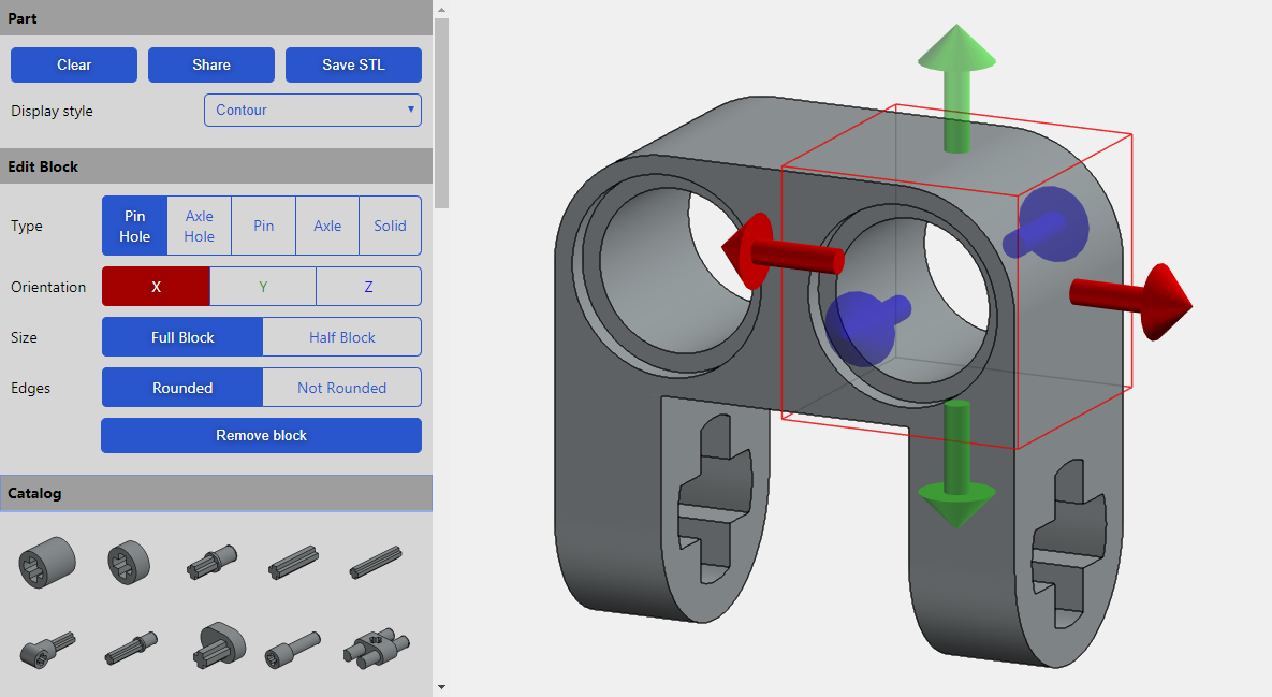 Part
Clear Share Save STL
Display style Contour
Edit Block
Type Pin Hole Axle Hole Pin Axle Solid
Orientation X Y Z
Size Full Block Half Block
Edges Rounded Not Rounded
Remove block
Catalog